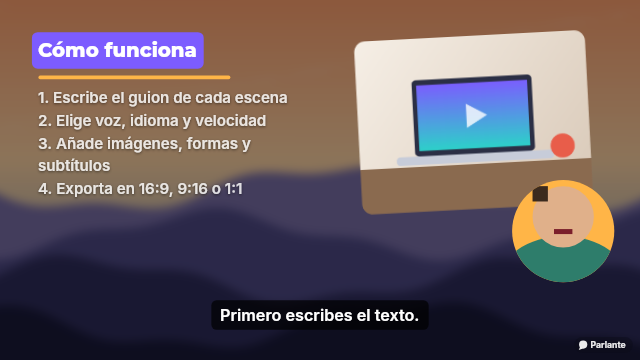 Cómo funciona
1. Escribe el guion de cada escena
2. Elige voz, idioma y velocidad
3. Añade imágenes, formas y
subtítulos
4. Exporta en 16:9, 9:16 o 1:1
Primero escribes el texto.
Parlante